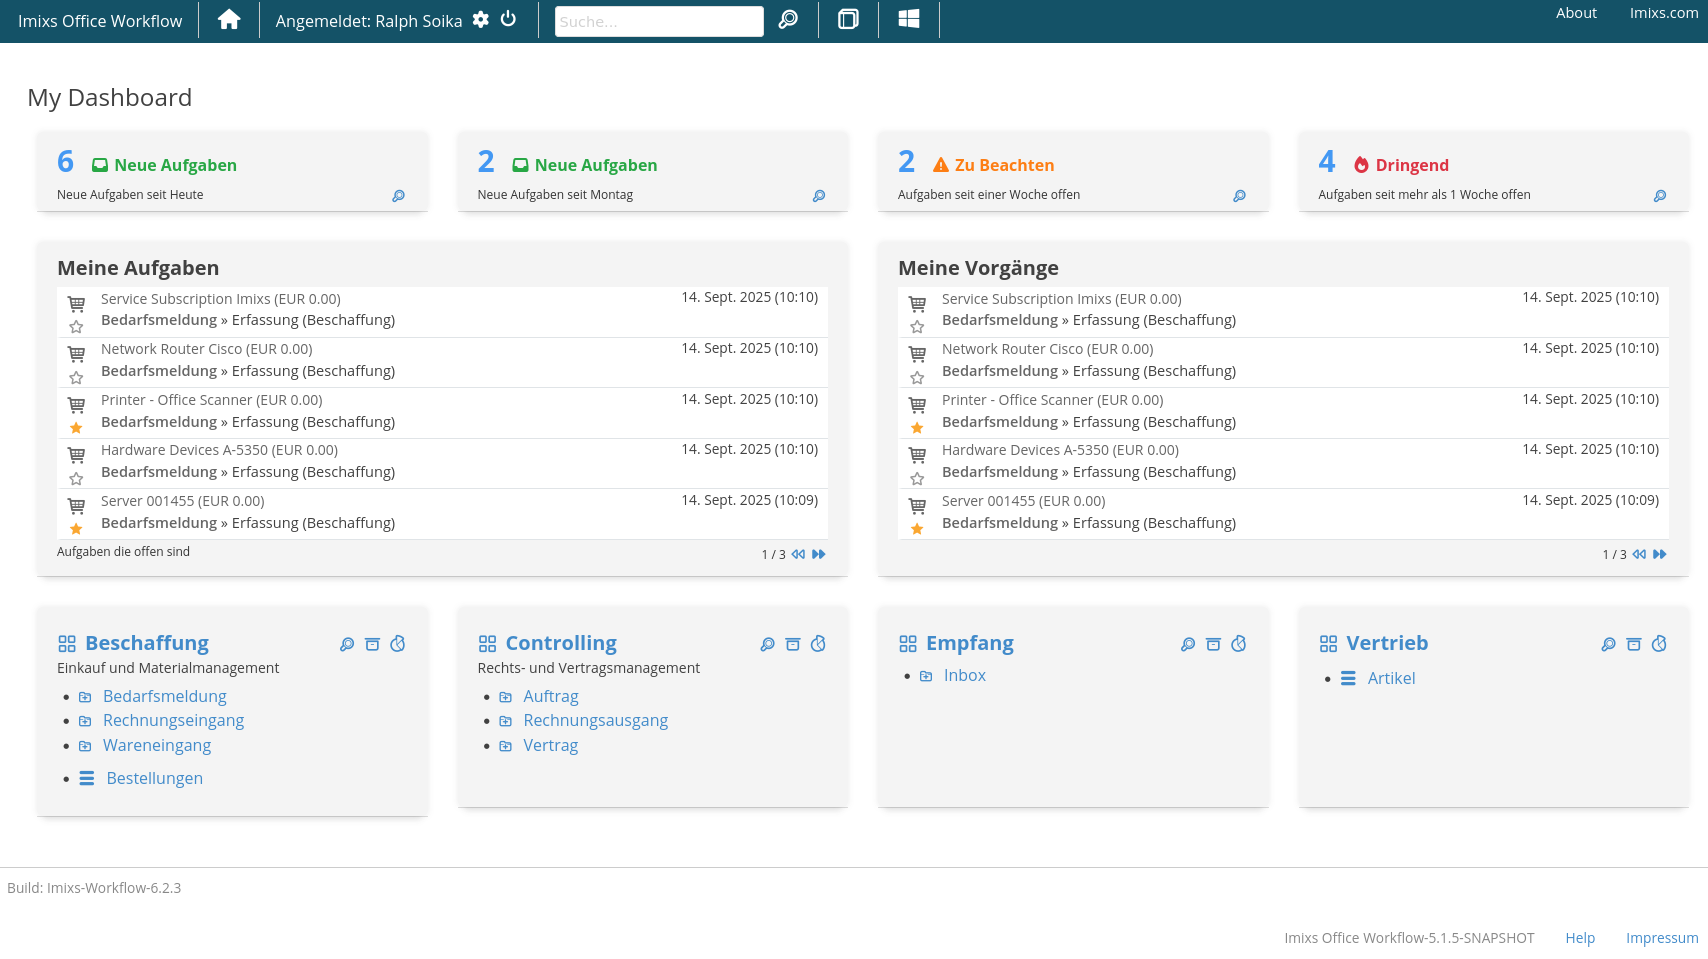 Imixs Office Workflow
Angemeldet: Ralph Soika
Suche...
About Imixs.com
My Dashboard
6 Neue Aufgaben
Neue Aufgaben seit Heute
2 Neue Aufgaben
Neue Aufgaben seit Montag
2 Zu Beachten
Aufgaben seit einer Woche offen
4 Dringend
Aufgaben seit mehr als 1 Woche offen
Meine Aufgaben
Service Subscription Imixs (EUR 0.00) 14. Sept. 2025 (10:10)
Bedarfsmeldung » Erfassung (Beschaffung)
Network Router Cisco (EUR 0.00) 14. Sept. 2025 (10:10)
Bedarfsmeldung » Erfassung (Beschaffung)
Printer - Office Scanner (EUR 0.00) 14. Sept. 2025 (10:10)
Bedarfsmeldung » Erfassung (Beschaffung)
Hardware Devices A-5350 (EUR 0.00) 14. Sept. 2025 (10:10)
Bedarfsmeldung » Erfassung (Beschaffung)
Server 001455 (EUR 0.00) 14. Sept. 2025 (10:09)
Bedarfsmeldung » Erfassung (Beschaffung)
Aufgaben die offen sind 1 / 3
Meine Vorgänge
Service Subscription Imixs (EUR 0.00) 14. Sept. 2025 (10:10)
Bedarfsmeldung » Erfassung (Beschaffung)
Network Router Cisco (EUR 0.00) 14. Sept. 2025 (10:10)
Bedarfsmeldung » Erfassung (Beschaffung)
Printer - Office Scanner (EUR 0.00) 14. Sept. 2025 (10:10)
Bedarfsmeldung » Erfassung (Beschaffung)
Hardware Devices A-5350 (EUR 0.00) 14. Sept. 2025 (10:10)
Bedarfsmeldung » Erfassung (Beschaffung)
Server 001455 (EUR 0.00) 14. Sept. 2025 (10:09)
Bedarfsmeldung » Erfassung (Beschaffung)
1 / 3
Beschaffung
Einkauf und Materialmanagement
Bedarfsmeldung
Rechnungseingang
Wareneingang
Bestellungen
Controlling
Rechts- und Vertragsmanagement
Auftrag
Rechnungsausgang
Vertrag
Empfang
Inbox
Vertrieb
Artikel
Build: Imixs-Workflow-6.2.3
Imixs Office Workflow-5.1.5-SNAPSHOT Help Impressum